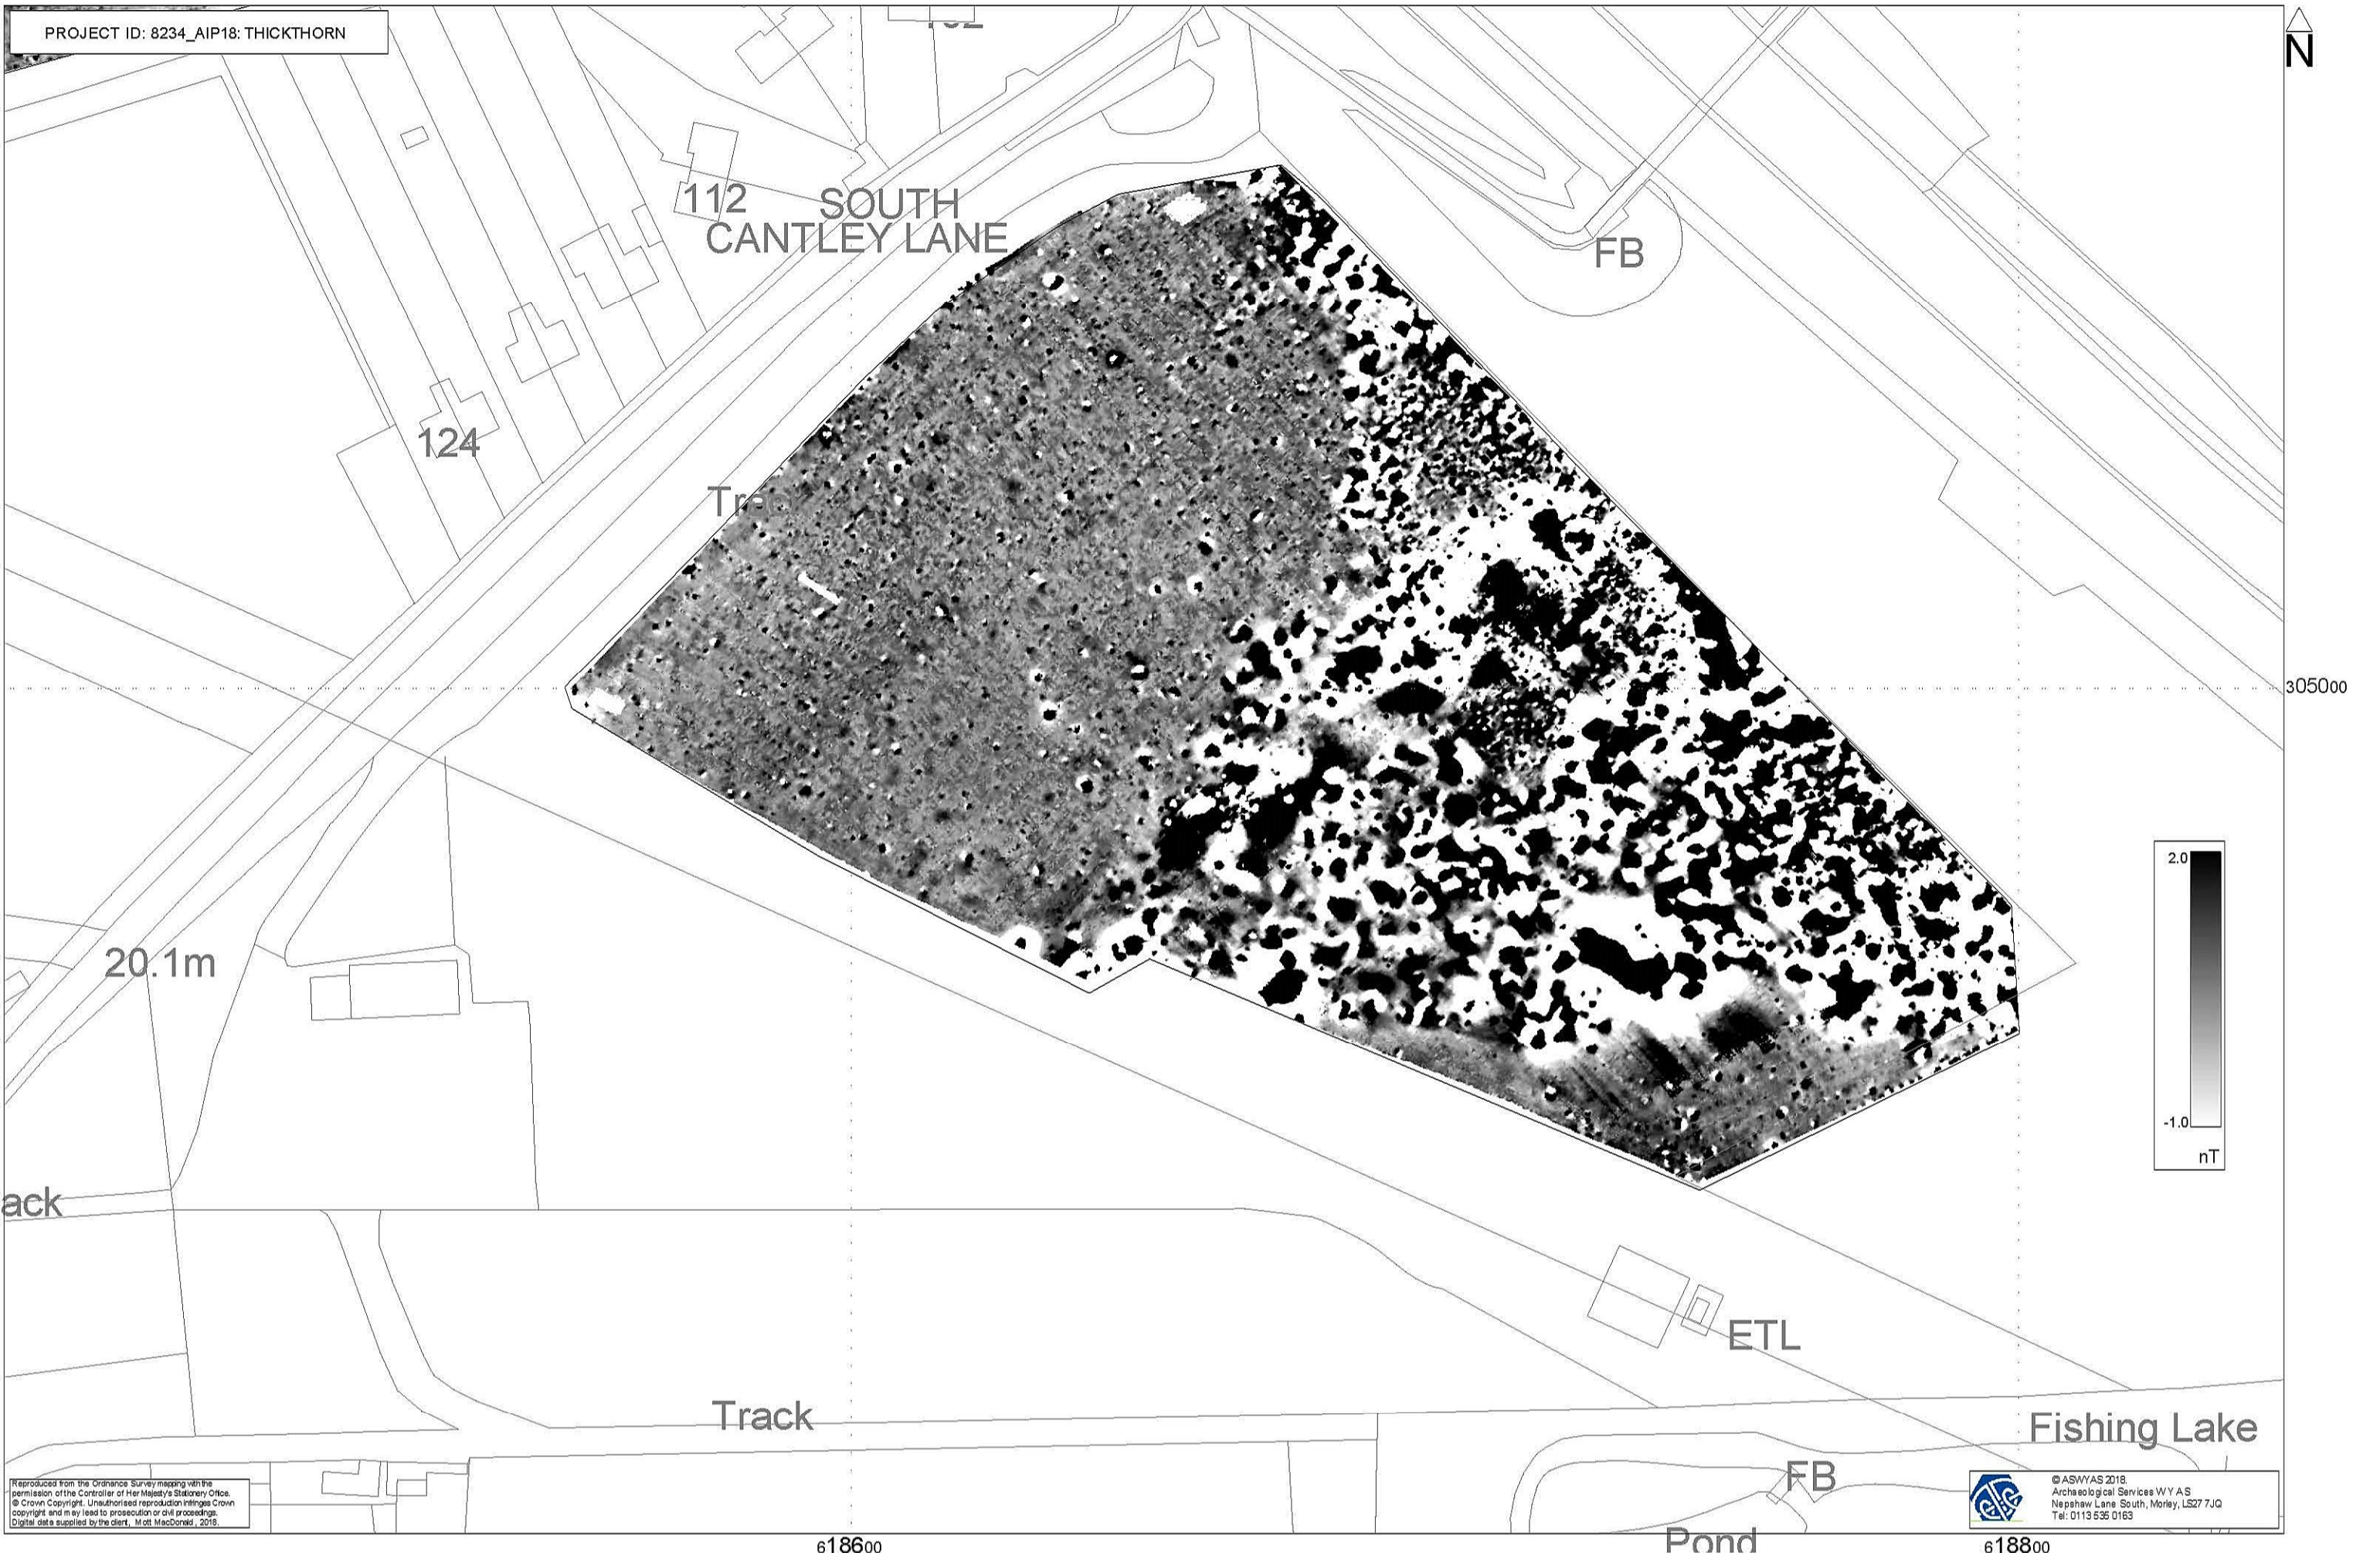 PROJECT ID: 8234_AIP18: THICKTHORN
N
112
SOUTH
CANTLEY LANE
FB
124
Trac
30500
20.1m
2.0
-1.0
nT
ack
ETL
Track
Fishing Lake
FB
Pond
Reproduced from the Ordnance Survey mapping with the
permission of the Controller of Her Majesty's Stationery Office.
© Crown Copyright. Unauthorised reproduction infringes Crown
copyright and may lead to prosecution or civil proceedings.
Digital data supplied by the client, Mott MacDonald, 2018.
© ASWYAS 2018.
Archaeological Services W Y A S
Nepshaw Lane South, Morley, LS27 7JQ
Tel: 0113 535 0163
618600
618800